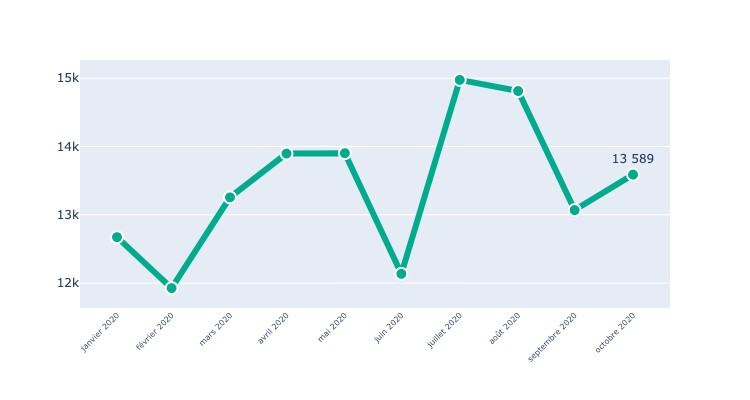 15k
14k
13k
12k
13 589
janvier 2020
février 2020
mars 2020
avril 2020
mai 2020
juin 2020
juillet 2020
août 2020
septembre 2020
octobre 2020